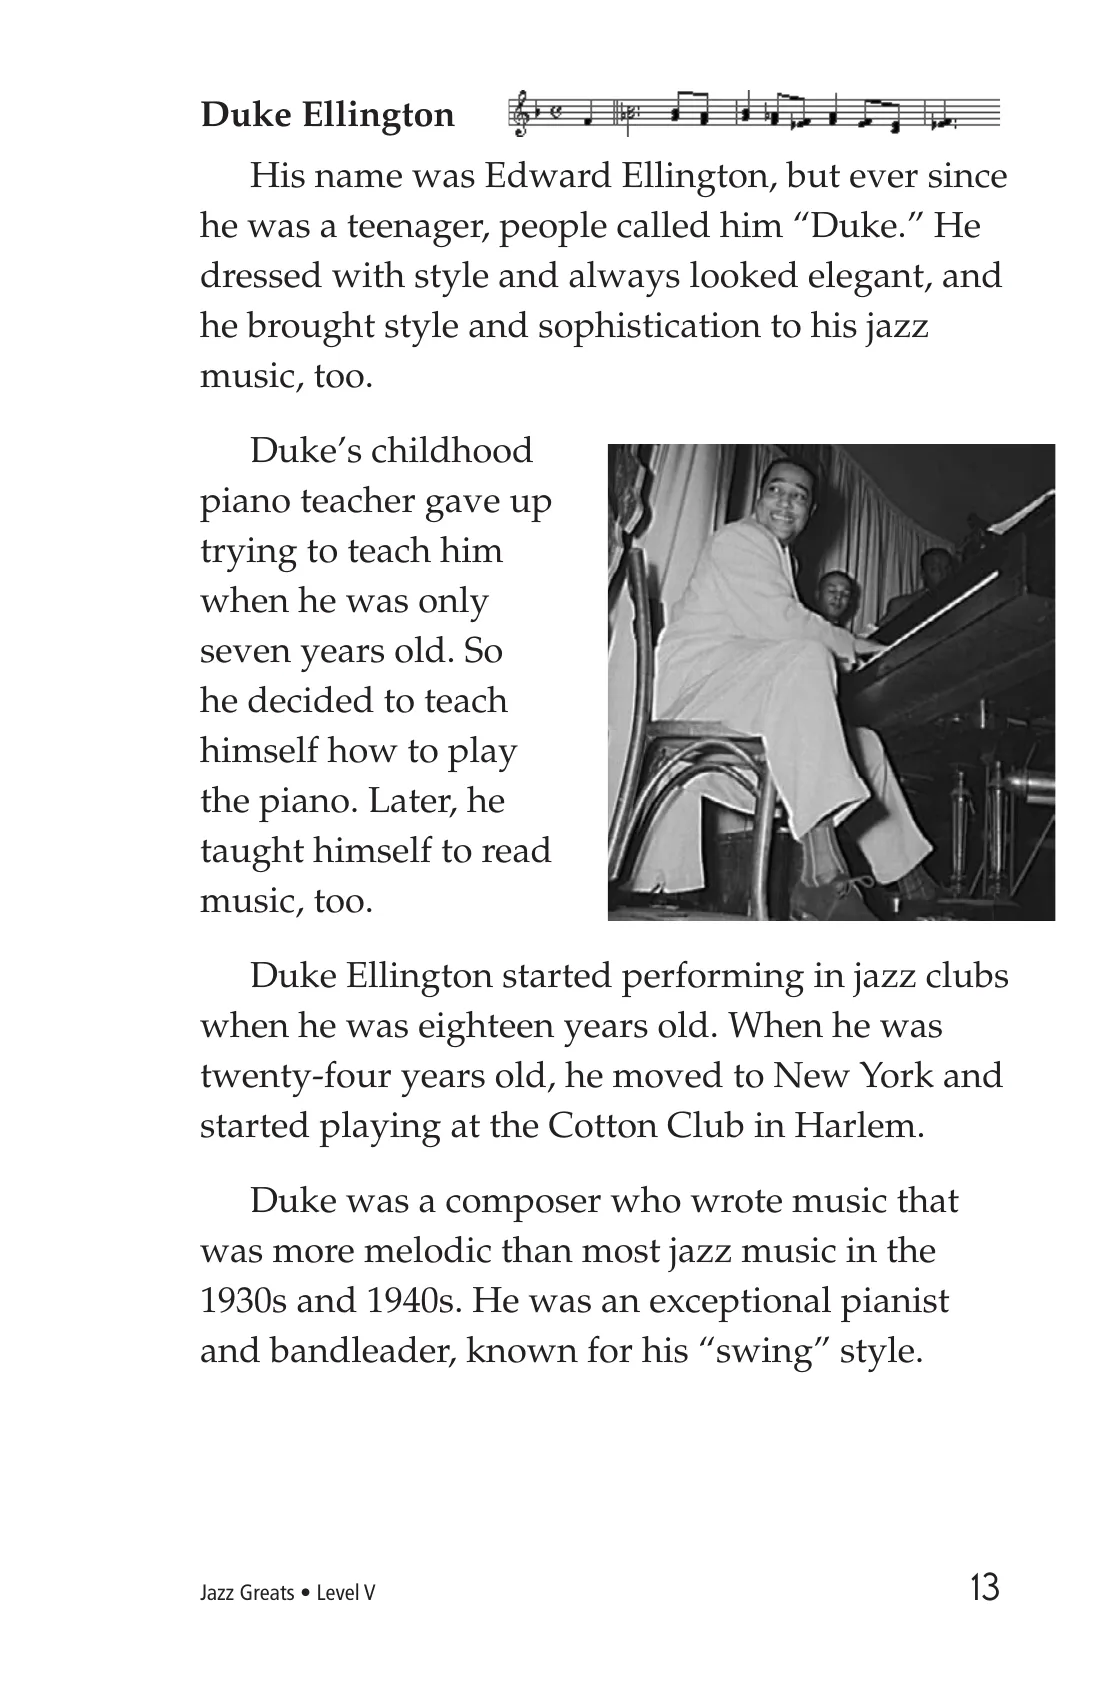 Duke Ellington
His name was Edward Ellington, but ever since
he was a teenager, people called him “Duke.” He
dressed with style and always looked elegant, and
he brought style and sophistication to his jazz
music, too.
Duke’s childhood
piano teacher gave up
trying to teach him
when he was only
seven years old. So
he decided to teach
himself how to play
the piano. Later, he
taught himself to read
music, too.
Duke Ellington started performing in jazz clubs
when he was eighteen years old. When he was
twenty-four years old, he moved to New York and
started playing at the Cotton Club in Harlem.
Duke was a composer who wrote music that
was more melodic than most jazz music in the
1930s and 1940s. He was an exceptional pianist
and bandleader, known for his “swing” style.
Jazz Greats • Level V
13